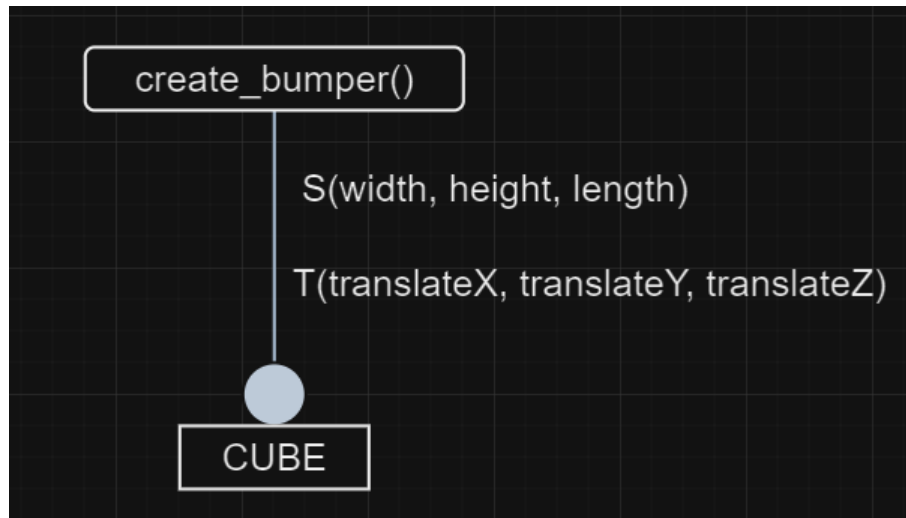 create_bumper()
S(width, height, length)
T(translateX, translateY, translateZ)
CUBE